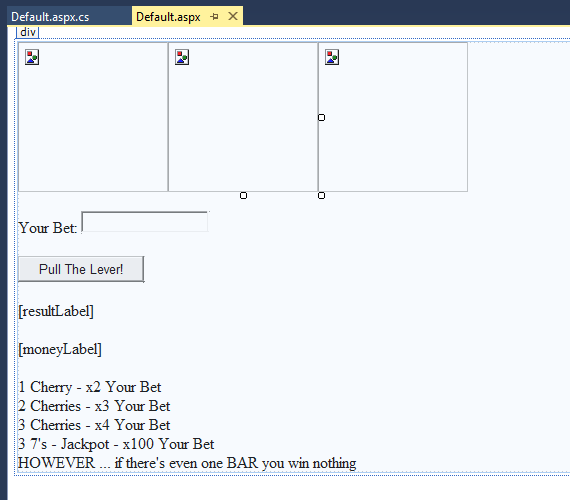 Default.aspx.cs
Default.aspx
div
Your Bet:
Pull The Lever!
[resultLabel]
[moneyLabel]
1 Cherry - x2 Your Bet
2 Cherries - x3 Your Bet
3 Cherries - x4 Your Bet
3 7's - Jackpot - x100 Your Bet
HOWEVER ... if there's even one BAR you win nothing